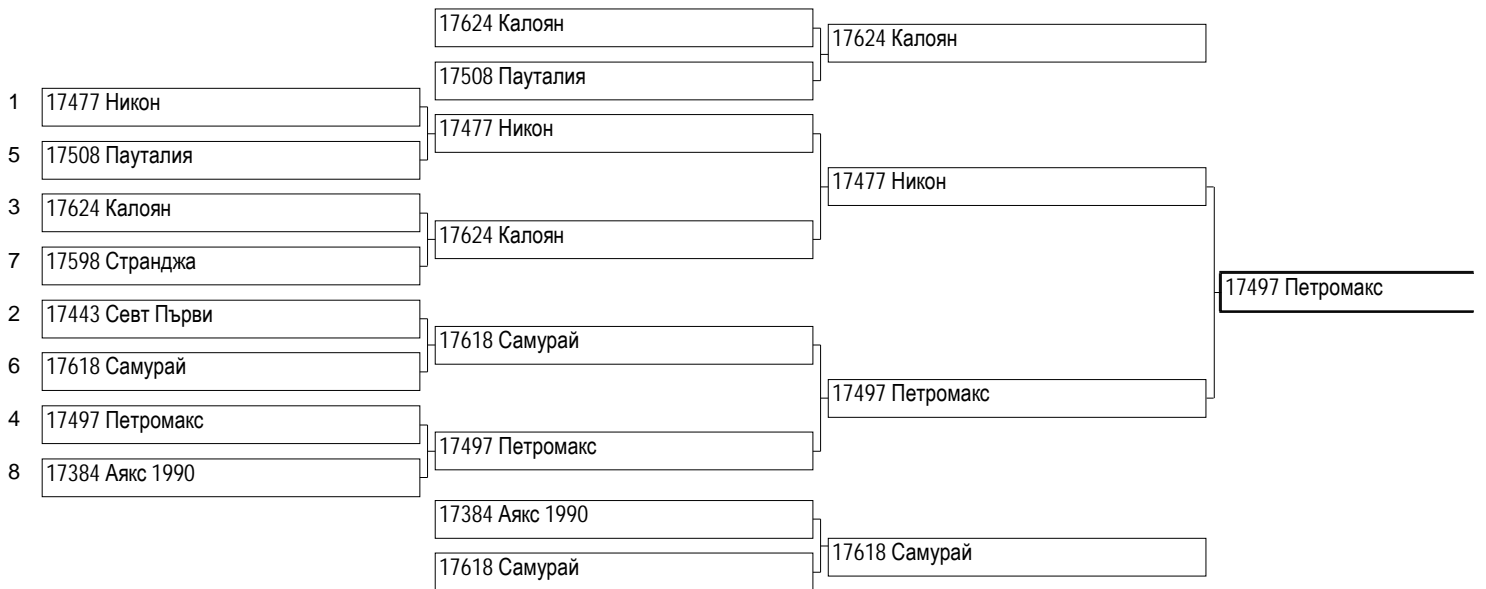 17624 Калоян
17624 Калоян
17508 Пауталия
1 17477 Никон
17477 Никон
5 17508 Пауталия
17477 Никон
3 17624 Калоян
17624 Калоян
7 17598 Странджа
17497 Петромакс
2 17443 Севт Първи
17618 Самурай
6 17618 Самурай
17497 Петромакс
4 17497 Петромакс
17497 Петромакс
8 17384 Аякс 1990
17384 Аякс 1990
17618 Самурай
17618 Самурай